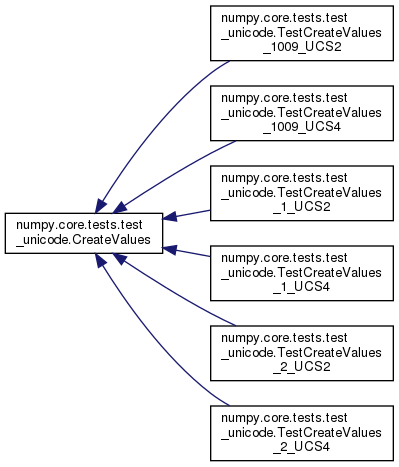 numpy.core.tests.test
_unicode.TestCreateValues
_1009_UCS2
numpy.core.tests.test
_unicode.TestCreateValues
_1009_UCS4
numpy.core.tests.test
_unicode.TestCreateValues
_1_UCS2
numpy.core.tests.test
_unicode.CreateValues
numpy.core.tests.test
_unicode.TestCreateValues
_1_UCS4
numpy.core.tests.test
_unicode.TestCreateValues
_2_UCS2
numpy.core.tests.test
_unicode.TestCreateValues
_2_UCS4